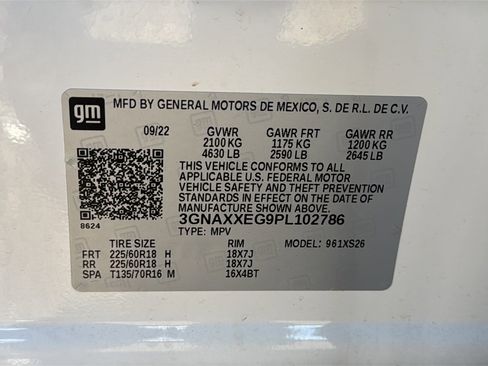 gm MFD BY GENERAL MOTORS DE MEXICO, S. DE R.L. DE C.V.
09/22 GVWR GAWR FRT GAWR RR
2100 KG 1175 KG 1200 KG
4630 LB 2590 LB 2645 LB
THIS VEHICLE CONFORMS TO ALL
APPLICABLE U.S. FEDERAL MOTOR
VEHICLE SAFETY AND THEFT PREVENTION
STANDARDS IN EFFECT ON THE DATE OF
MANUFACTURE SHOWN ABOVE.
8624 3GNAXXEG9PL102786
TYPE: MPV
TIRE SIZE RIM MODEL: 961XS26
FRT 225/60R18 H 18X7J
RR 225/60R18 H 18X7J
SPA T135/70R16 M 16X4BT